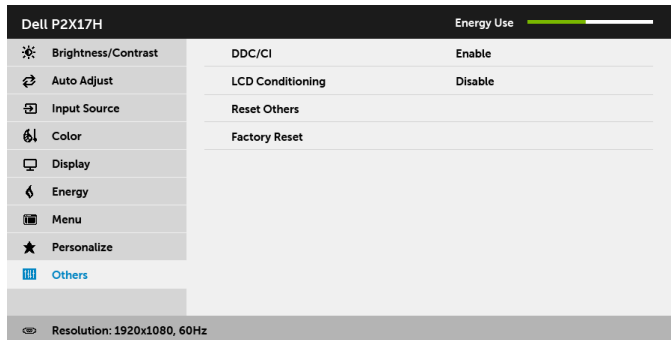 Dell P2X17H Energy Use
Brightness/Contrast DDC/CI Enable
Auto Adjust LCD Conditioning Disable
Input Source Reset Others
Color Factory Reset
Display
Energy
Menu
Personalize
Others
Resolution: 1920x1080, 60Hz